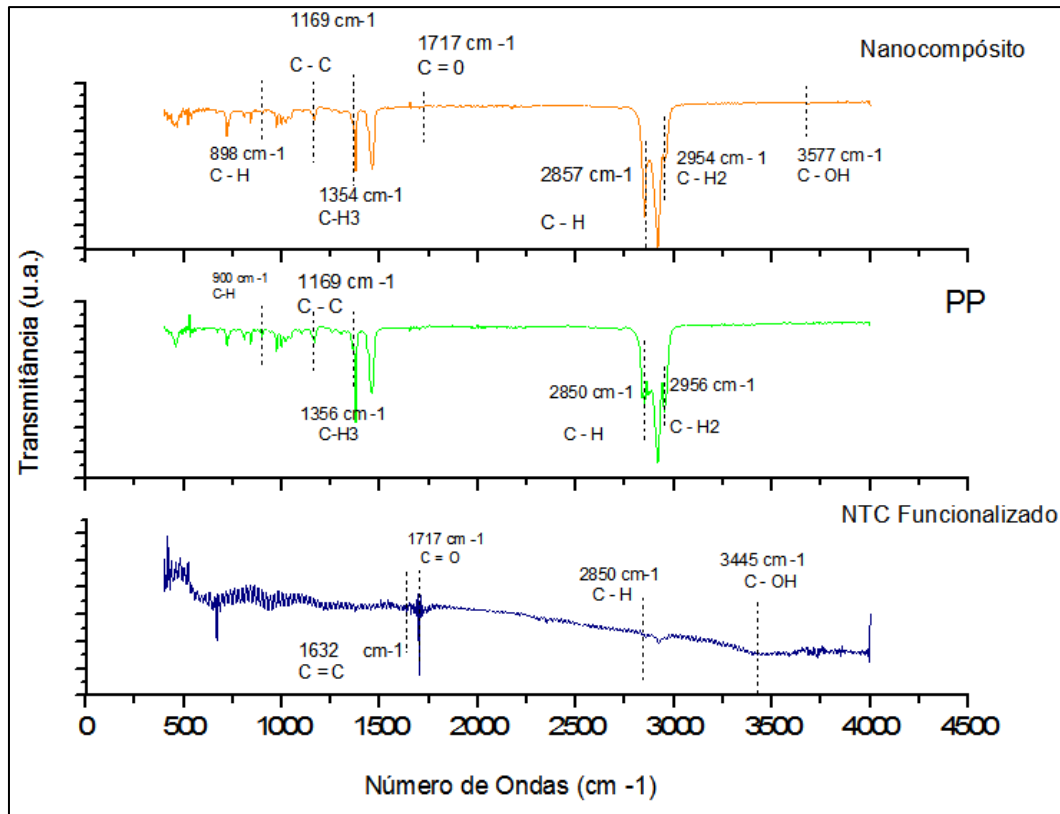 1169 cm-1
C - C
1717 cm -1
C = 0
Nanocompósito
898 cm -1
C - H
1354 cm-1
C-H3
2857 cm-1
C - H
2954 cm - 1
C - H2
3577 cm -1
C - OH
Transmitância (u.a.)
900 cm -1
C-H
1169 cm -1
C - C
PP
1356 cm -1
C-H3
2850 cm -1
C - H
2956 cm -1
C - H2
NTC Funcionalizado
1717 cm -1
C = O
1632 cm-1
C = C
2850 cm-1
C - H
3445 cm -1
C - OH
0 500 1000 1500 2000 2500 3000 3500 4000 4500
Número de Ondas (cm -1)